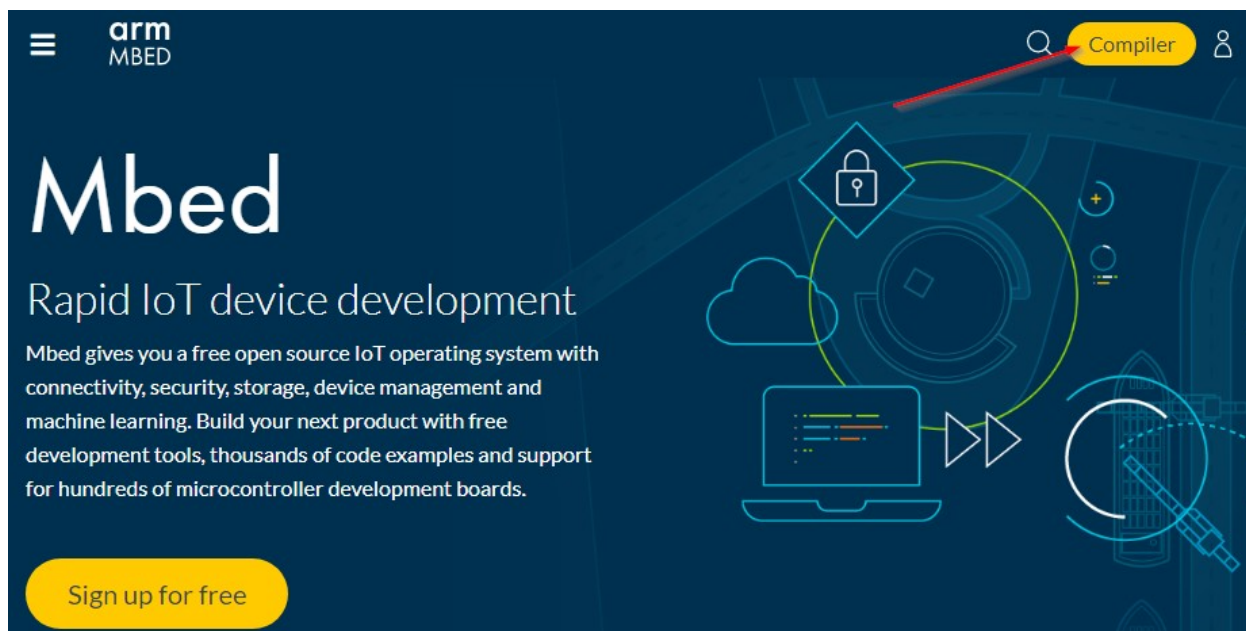 arm
MBED
Compiler
Mbed
Rapid IoT device development
Mbed gives you a free open source IoT operating system with
connectivity, security, storage, device management and
machine learning. Build your next product with free
development tools, thousands of code examples and support
for hundreds of microcontroller development boards.
Sign up for free